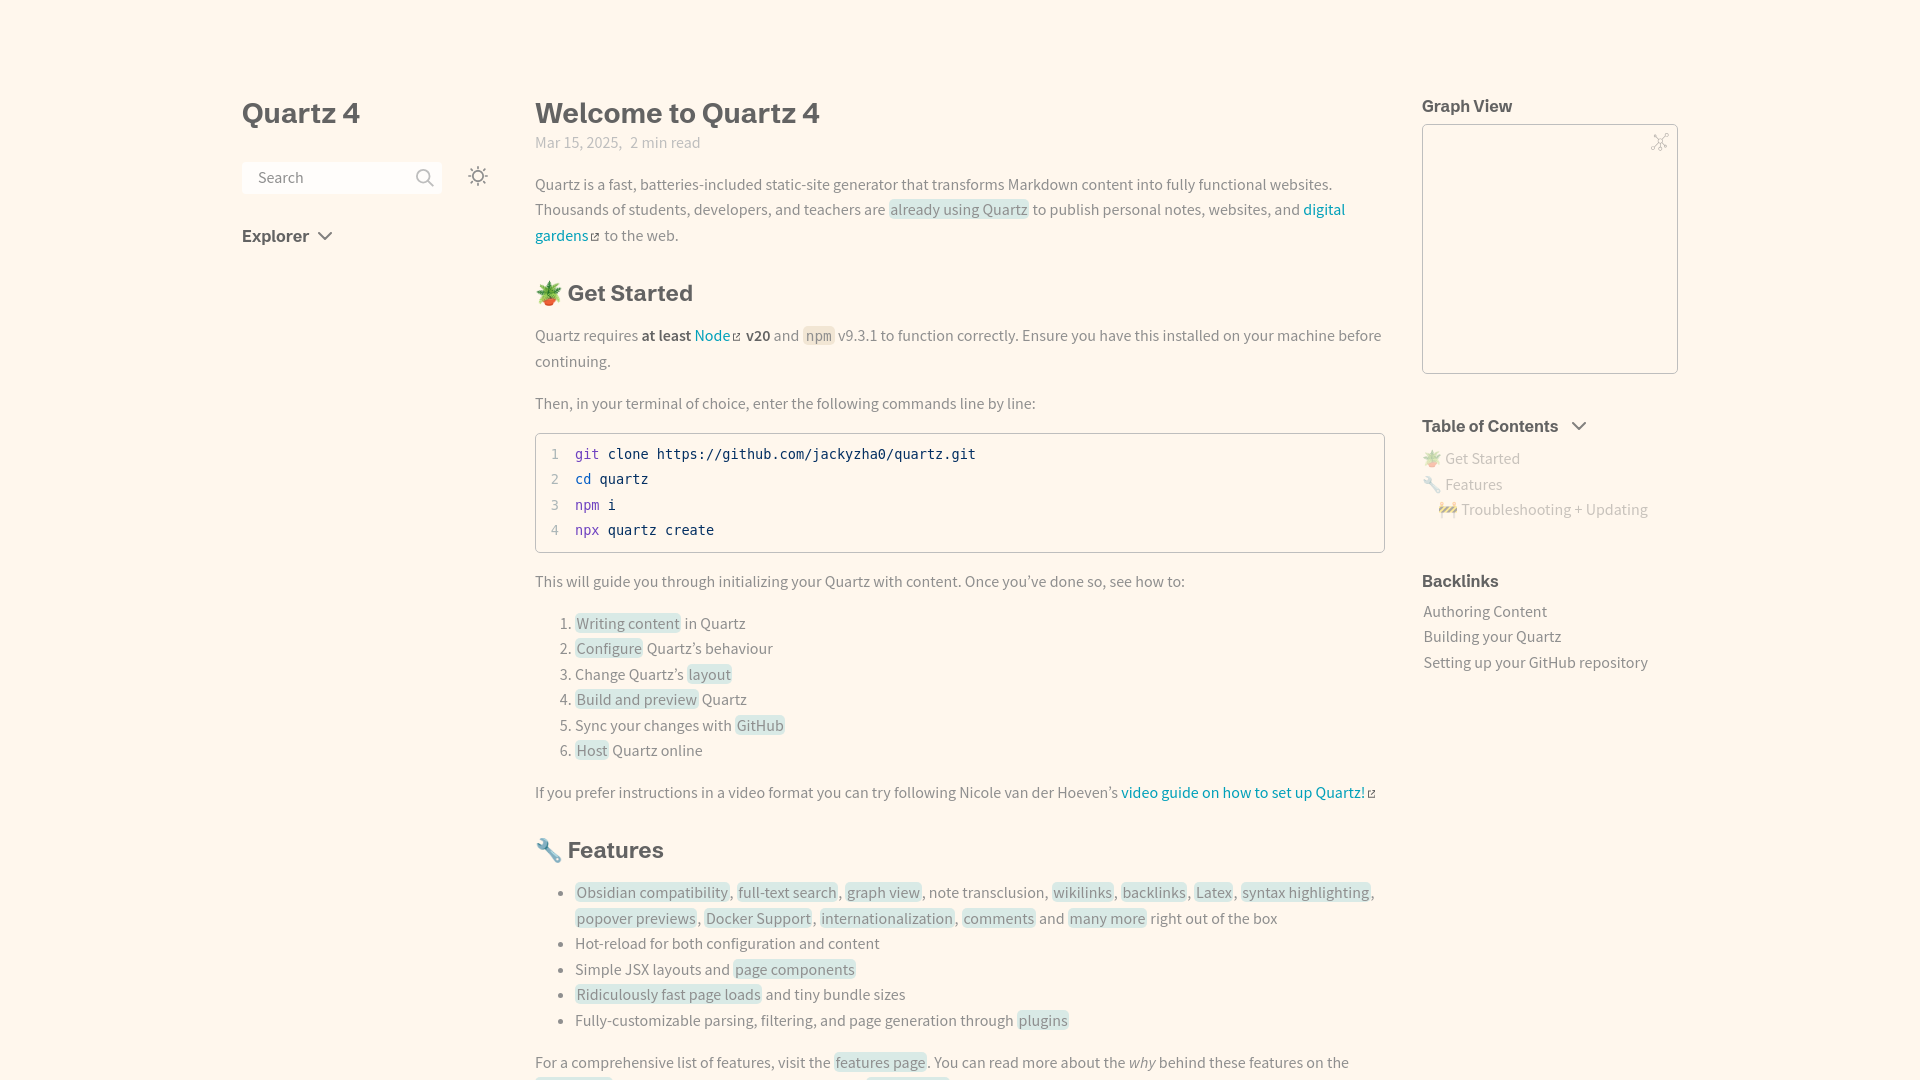 Quartz 4
Search
Explorer
Welcome to Quartz 4
Mar 15, 2025, 2 min read
Quartz is a fast, batteries-included static-site generator that transforms Markdown content into fully functional websites.
Thousands of students, developers, and teachers are already using Quartz to publish personal notes, websites, and digital
gardens to the web.
🪴 Get Started
Quartz requires at least Node v20 and npm v9.3.1 to function correctly. Ensure you have this installed on your machine before
continuing.
Then, in your terminal of choice, enter the following commands line by line:
1 git clone https://github.com/jackyzha0/quartz.git
2 cd quartz
3 npm i
4 npx quartz create
This will guide you through initializing your Quartz with content. Once you’ve done so, see how to:
1. Writing content in Quartz
2. Configure Quartz’s behaviour
3. Change Quartz’s layout
4. Build and preview Quartz
5. Sync your changes with GitHub
6. Host Quartz online
If you prefer instructions in a video format you can try following Nicole van der Hoeven’s video guide on how to set up Quartz!
🔧 Features
• Obsidian compatibility, full-text search, graph view, note transclusion, wikilinks, backlinks, Latex, syntax highlighting,
popover previews, Docker Support, internationalization, comments and many more right out of the box
• Hot-reload for both configuration and content
• Simple JSX layouts and page components
• Ridiculously fast page loads and tiny bundle sizes
• Fully-customizable parsing, filtering, and page generation through plugins
For a comprehensive list of features, visit the features page. You can read more about the why behind these features on the
Graph View
Table of Contents
🪴 Get Started
🔧 Features
🚧 Troubleshooting + Updating
Backlinks
Authoring Content
Building your Quartz
Setting up your GitHub repository